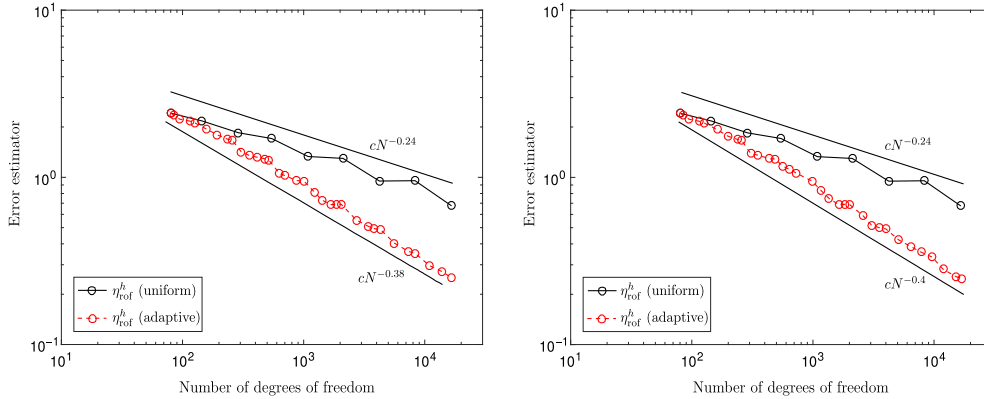 10^1
10^0
10^-1
10^1
10^2
10^3
10^4
Error estimator
Number of degrees of freedom
cN^-0.24
cN^-0.38
η^h_rof (uniform)
η^h_rof (adaptive)
10^1
10^0
10^-1
10^1
10^2
10^3
10^4
Error estimator
Number of degrees of freedom
cN^-0.24
cN^-0.4
η^h_rof (uniform)
η^h_rof (adaptive)